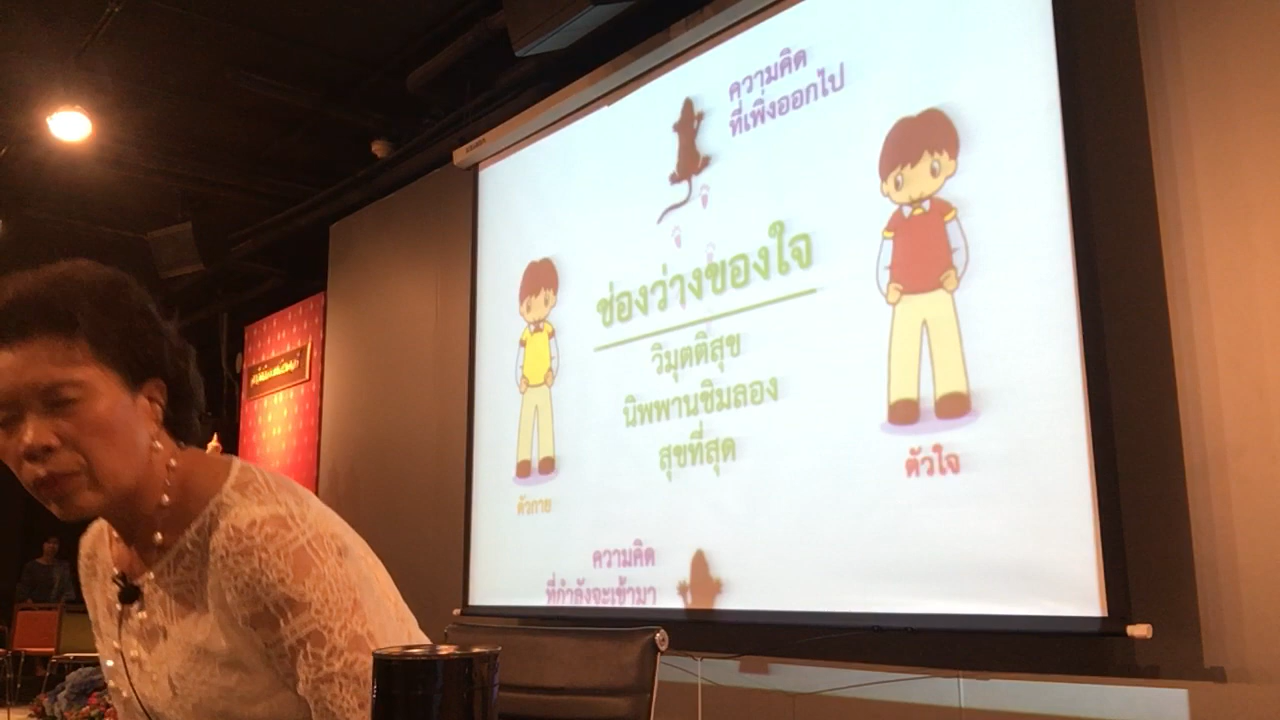 ความคิด
ที่เพิ่งออกไป
ช่องว่างของใจ
วิมุตติสุข
นิพพานชิมลอง
สุขที่สุด
ตัวใจ
ตัวกาย
ความคิด
ที่กำลังจะเข้ามา